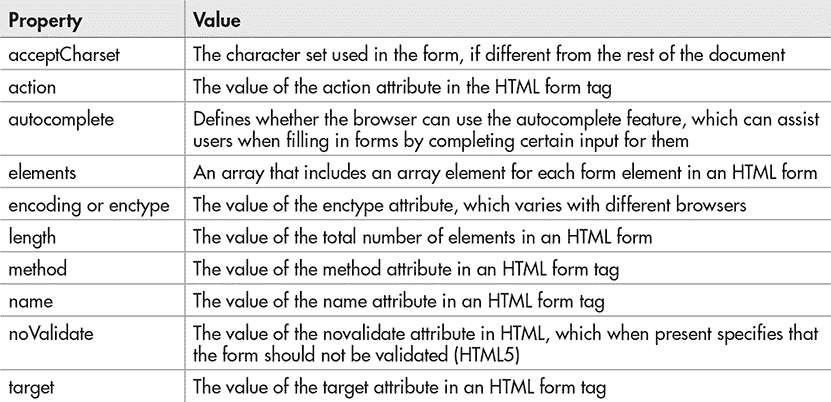 Property Value
acceptCharset The character set used in the form, if different from the rest of the document
action The value of the action attribute in the HTML form tag
autocomplete Defines whether the browser can use the autocomplete feature, which can assist
users when filling in forms by completing certain input for them
elements An array that includes an array element for each form element in an HTML form
encoding or enctype The value of the enctype attribute, which varies with different browsers
length The value of the total number of elements in an HTML form
method The value of the method attribute in an HTML form tag
name The value of the name attribute in an HTML form tag
noValidate The value of the novalidate attribute in HTML, which when present specifies that
the form should not be validated (HTML5)
target The value of the target attribute in an HTML form tag